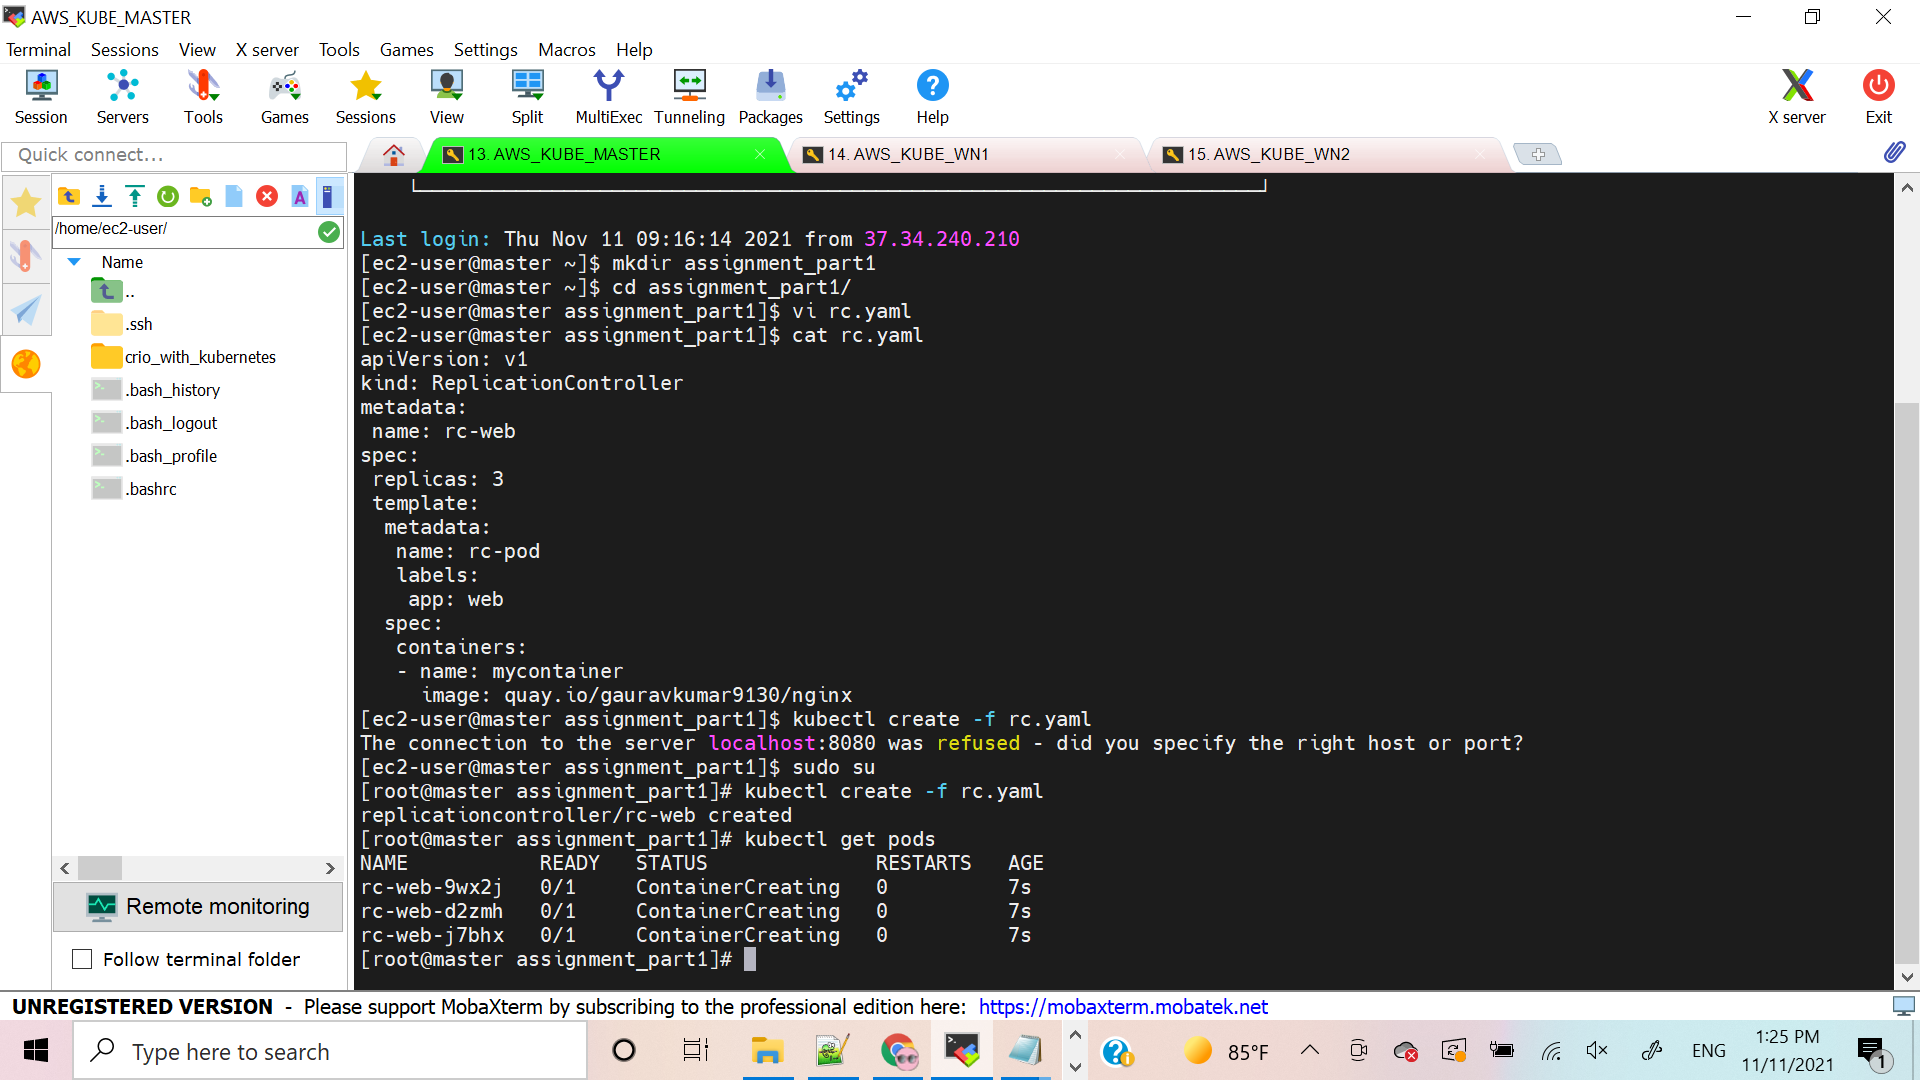 AWS_KUBE_MASTER
Terminal Sessions View X server Tools Games Settings Macros Help
Session Servers Tools Games Sessions View Split MultiExec Tunneling Packages Settings Help X server Exit
Quick connect...
13. AWS_KUBE_MASTER
14. AWS_KUBE_WN1
15. AWS_KUBE_WN2
/home/ec2-user/
Name
..
.ssh
crio_with_kubernetes
.bash_history
.bash_logout
.bash_profile
.bashrc
Remote monitoring
Follow terminal folder
Last login: Thu Nov 11 09:16:14 2021 from 37.34.240.210
[ec2-user@master ~]$ mkdir assignment_part1
[ec2-user@master ~]$ cd assignment_part1/
[ec2-user@master assignment_part1]$ vi rc.yaml
[ec2-user@master assignment_part1]$ cat rc.yaml
apiVersion: v1
kind: ReplicationController
metadata:
 name: rc-web
spec:
 replicas: 3
 template:
  metadata:
   name: rc-pod
   labels:
    app: web
  spec:
   containers:
   - name: mycontainer
     image: quay.io/gauravkumar9130/nginx
[ec2-user@master assignment_part1]$ kubectl create -f rc.yaml
The connection to the server localhost:8080 was refused - did you specify the right host or port?
[ec2-user@master assignment_part1]$ sudo su
[root@master assignment_part1]# kubectl create -f rc.yaml
replicationcontroller/rc-web created
[root@master assignment_part1]# kubectl get pods
NAME           READY   STATUS              RESTARTS   AGE
rc-web-9wx2j   0/1     ContainerCreating   0          7s
rc-web-d2zmh   0/1     ContainerCreating   0          7s
rc-web-j7bhx   0/1     ContainerCreating   0          7s
[root@master assignment_part1]#
UNREGISTERED VERSION - Please support MobaXterm by subscribing to the professional edition here: https://mobaxterm.mobatek.net
Type here to search
85°F
ENG
1:25 PM
11/11/2021
1